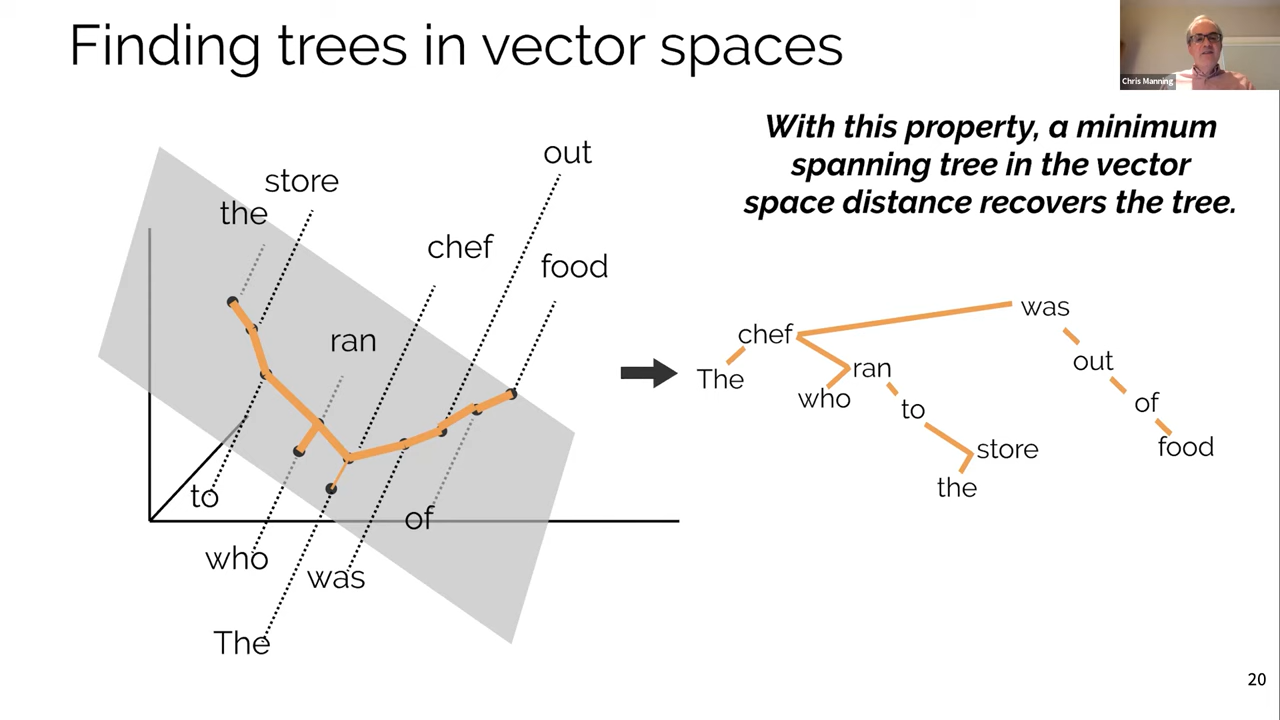 Finding trees in vector spaces
Chris Manning
With this property, a minimum
spanning tree in the vector
space distance recovers the tree.
out
store
the
chef
food
ran
to
of
who
was
The
was
chef
out
The
ran
who
to
of
store
food
the
20